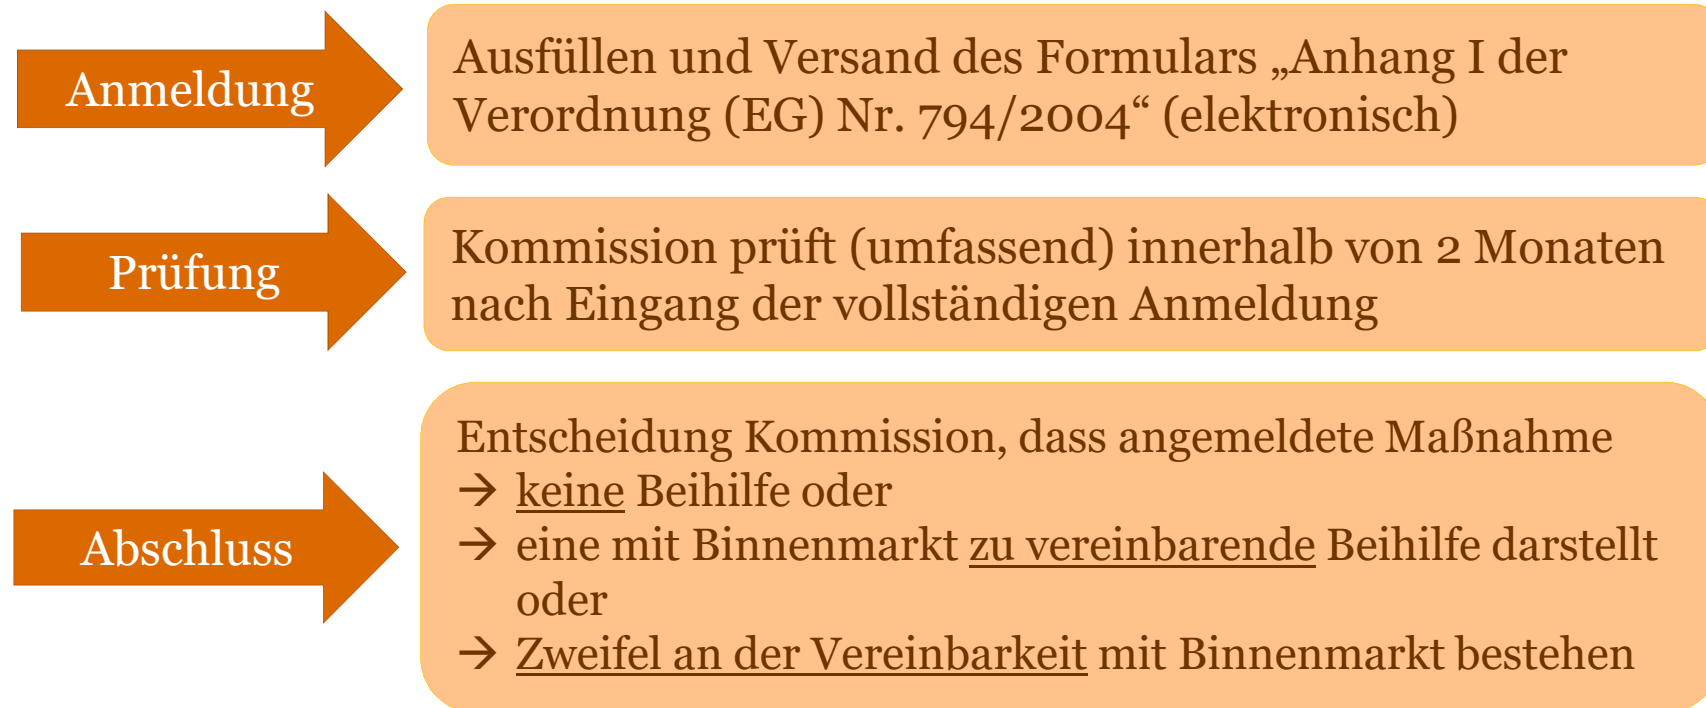 Anmeldung
Ausfüllen und Versand des Formulars „Anhang I der
Verordnung (EG) Nr. 794/2004“ (elektronisch)
Prüfung
Kommission prüft (umfassend) innerhalb von 2 Monaten
nach Eingang der vollständigen Anmeldung
Abschluss
Entscheidung Kommission, dass angemeldete Maßnahme
→ keine Beihilfe oder
→ eine mit Binnenmarkt zu vereinbarende Beihilfe darstellt
oder
→ Zweifel an der Vereinbarkeit mit Binnenmarkt bestehen